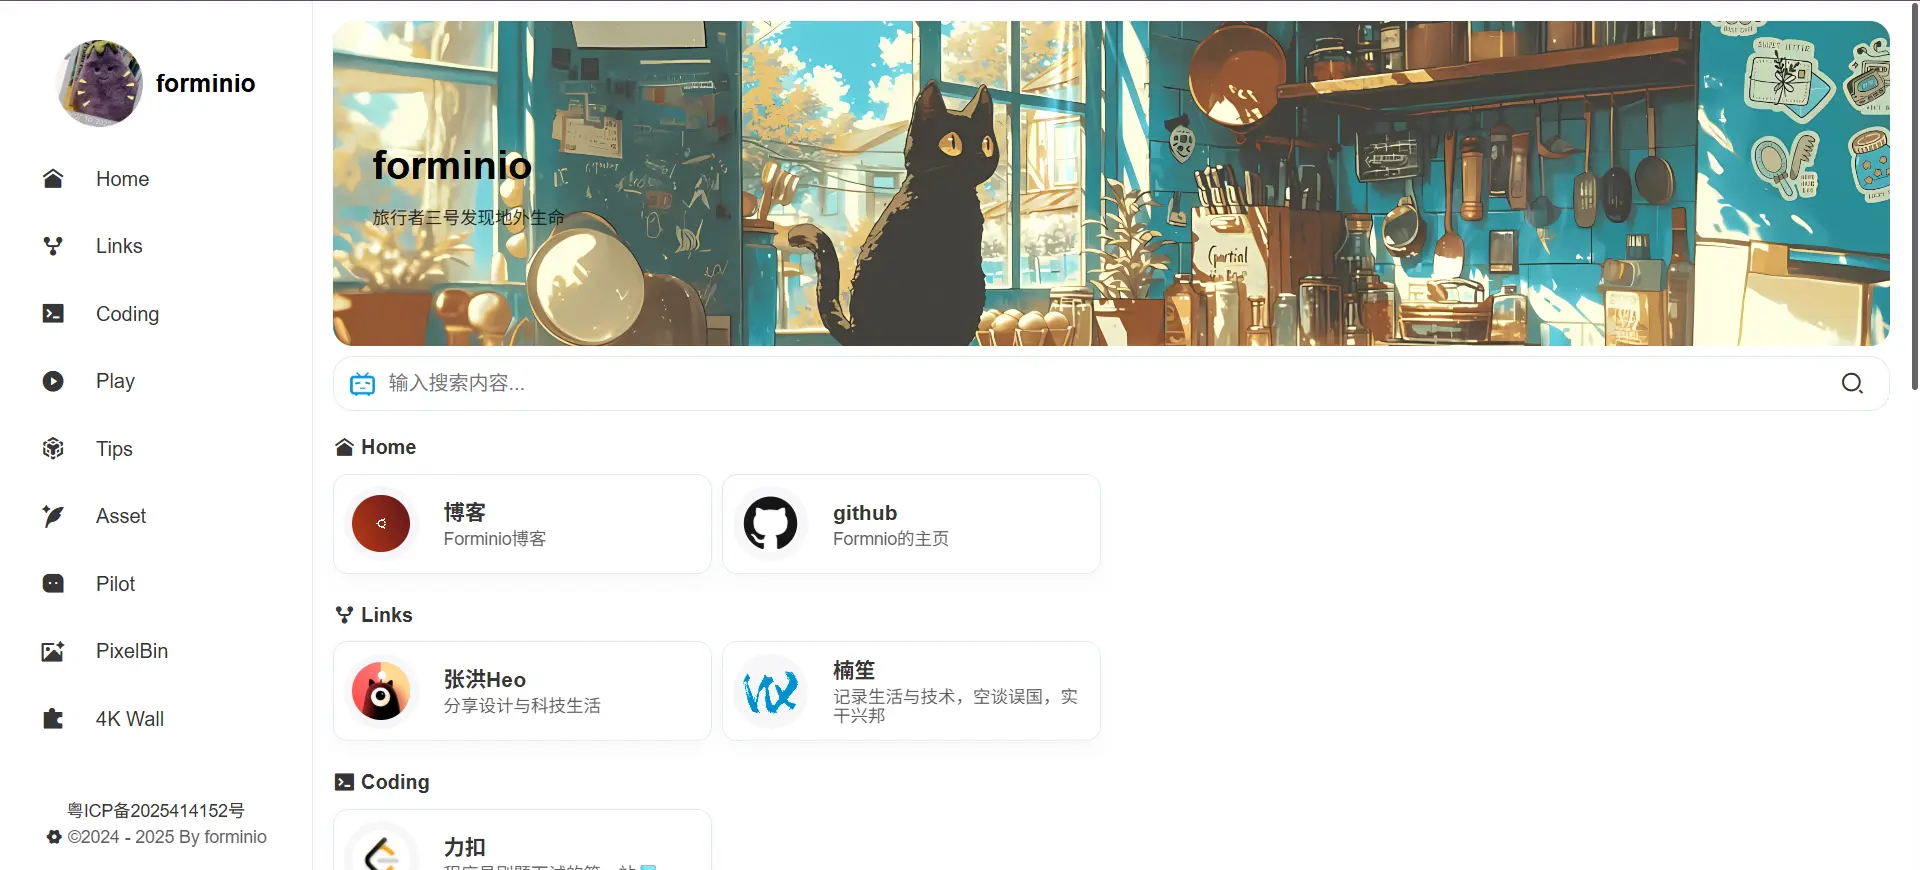 forminio
Home
Links
Coding
Play
Tips
Asset
Pilot
PixelBin
4K Wall
粤ICP备2025414152号
©2024 - 2025 By forminio
forminio
旅行者三号发现地外生命
输入搜索内容...
Home
博客
Forminio博客
github
Formnio的主页
Links
张洪Heo
分享设计与科技生活
楠笙
记录生活与技术，空谈误国，实
干兴邦
Coding
力扣